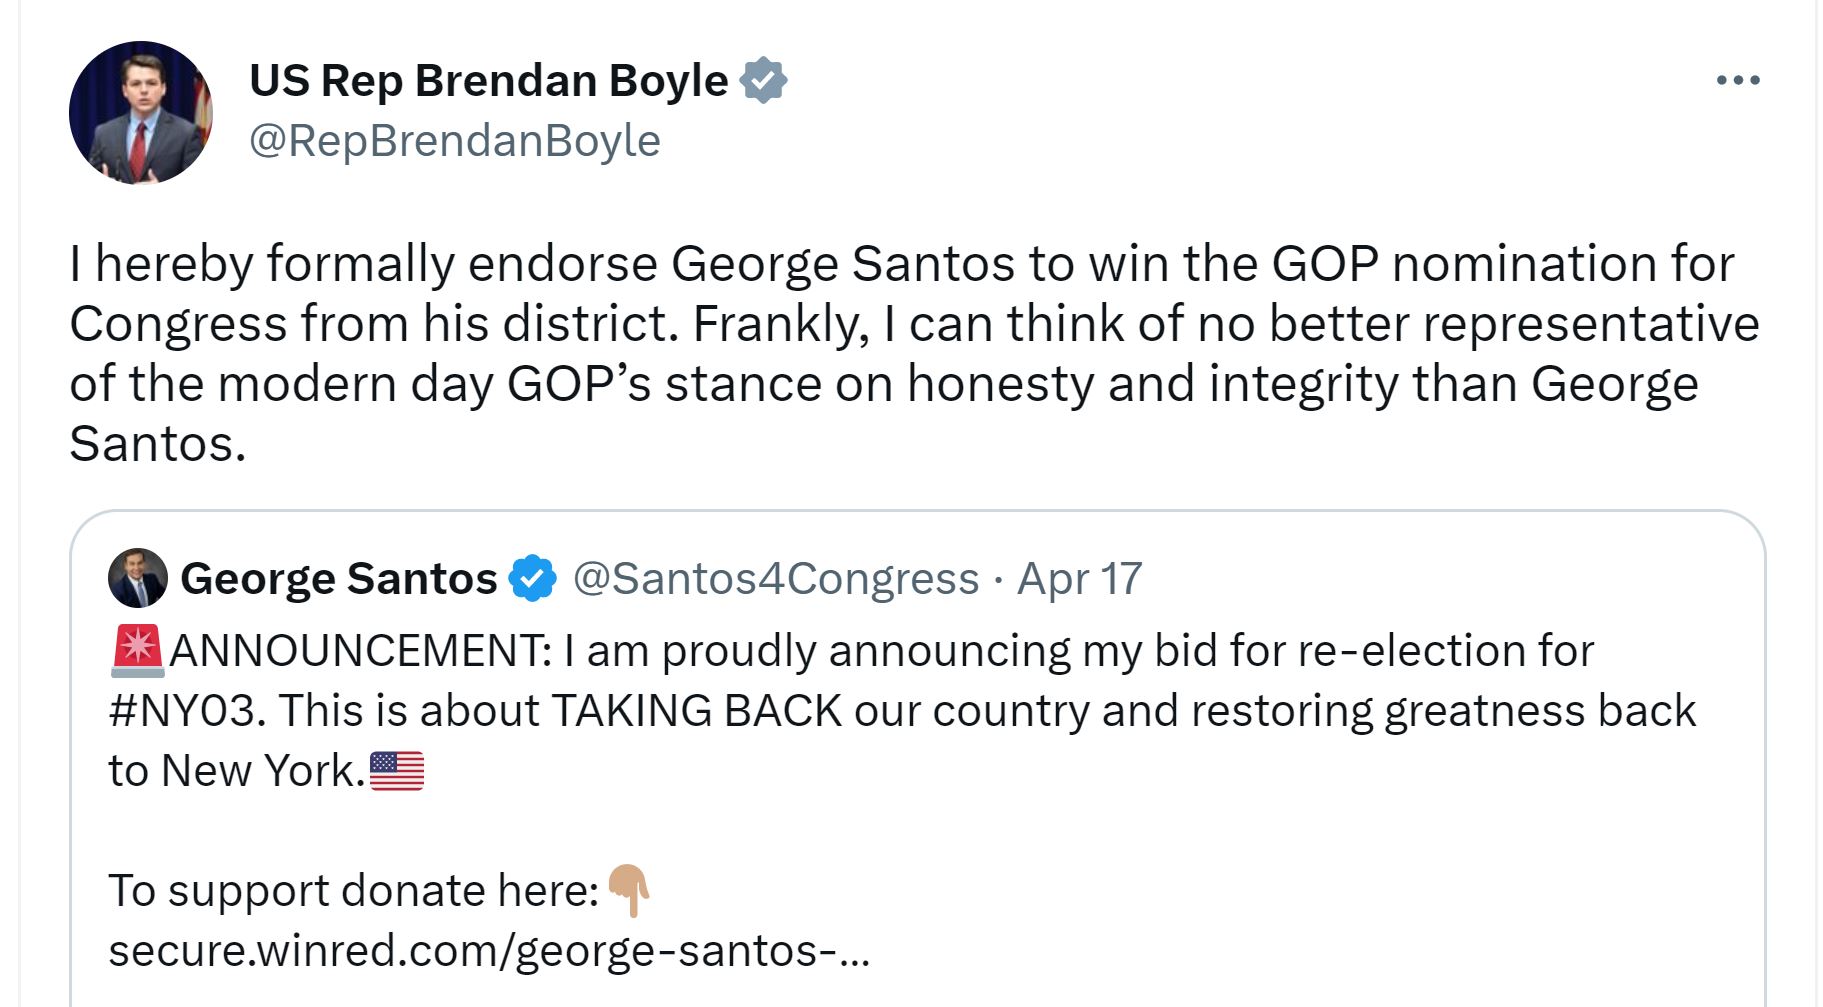 US Rep Brendan Boyle
@RepBrendanBoyle
I hereby formally endorse George Santos to win the GOP nomination for
Congress from his district. Frankly, I can think of no better representative
of the modern day GOP’s stance on honesty and integrity than George
Santos.
George Santos @Santos4Congress · Apr 17
🚨ANNOUNCEMENT: I am proudly announcing my bid for re-election for
#NY03. This is about TAKING BACK our country and restoring greatness back
to New York.🇺🇸
To support donate here:👇🏽
secure.winred.com/george-santos-...